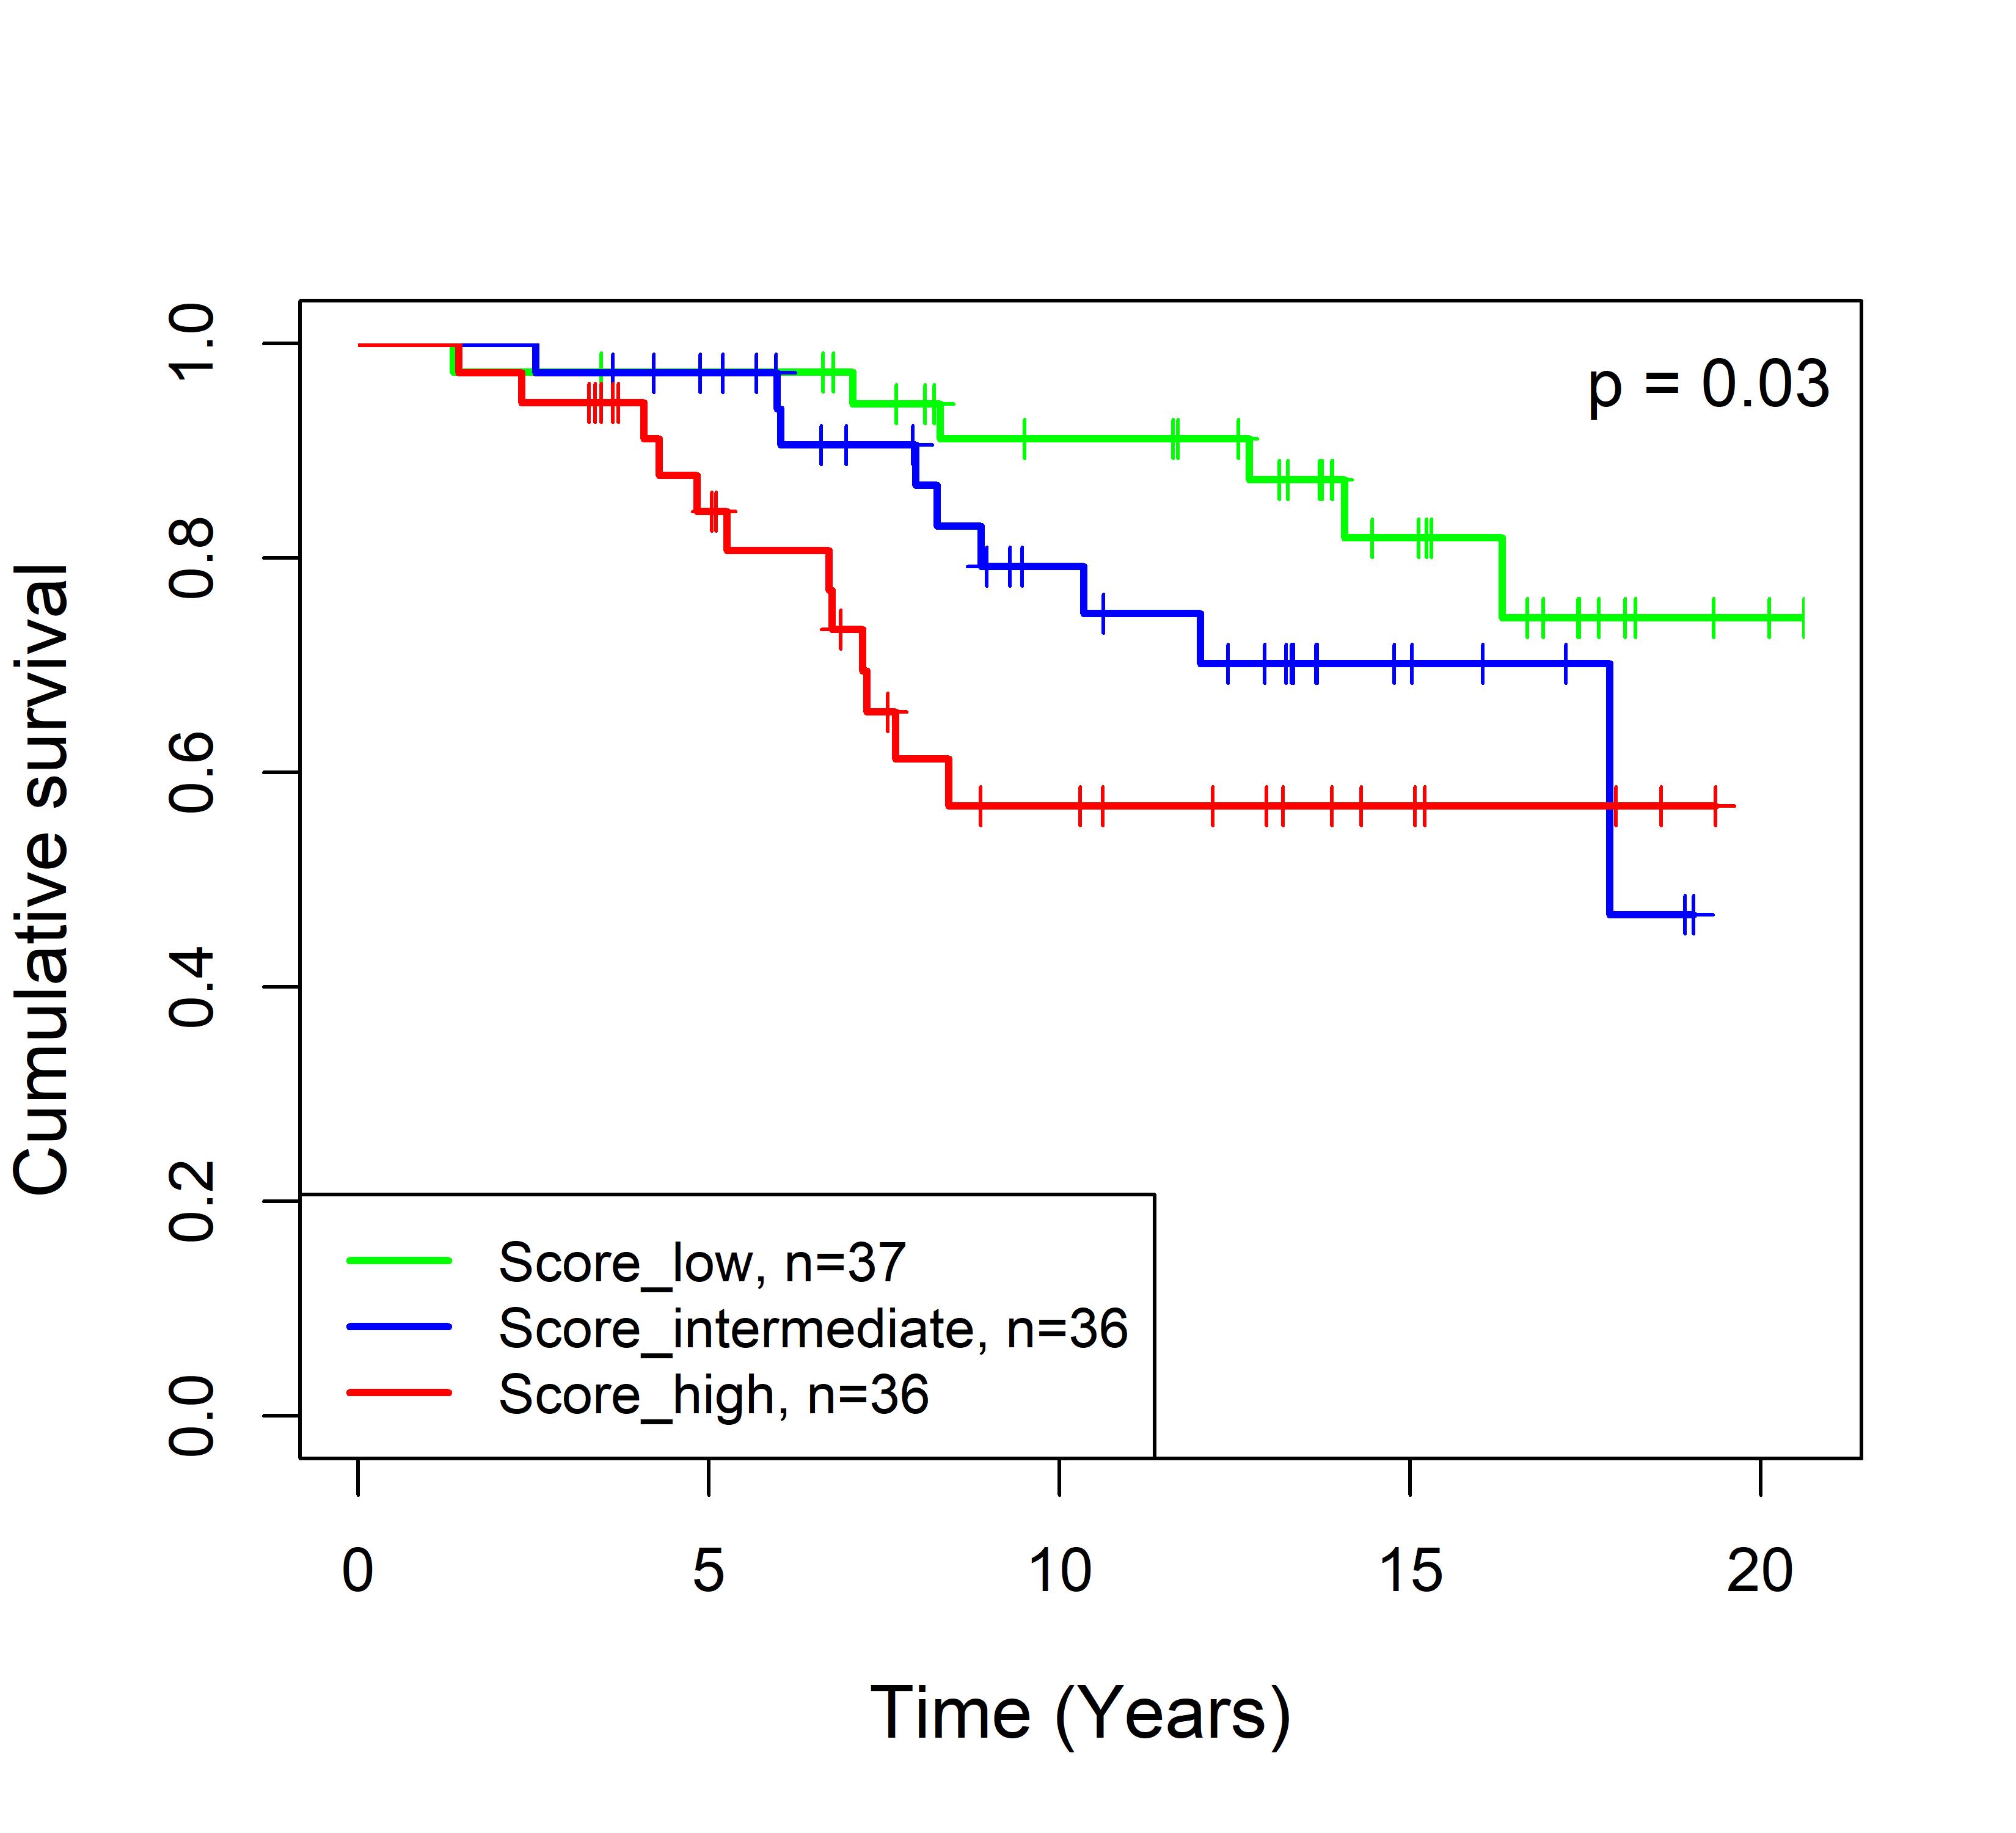 p = 0.03
Cumulative survival
1.0
0.8
0.6
0.4
0.2
0.0
Score_low, n=37
Score_intermediate, n=36
Score_high, n=36
0 5 10 15 20
Time (Years)